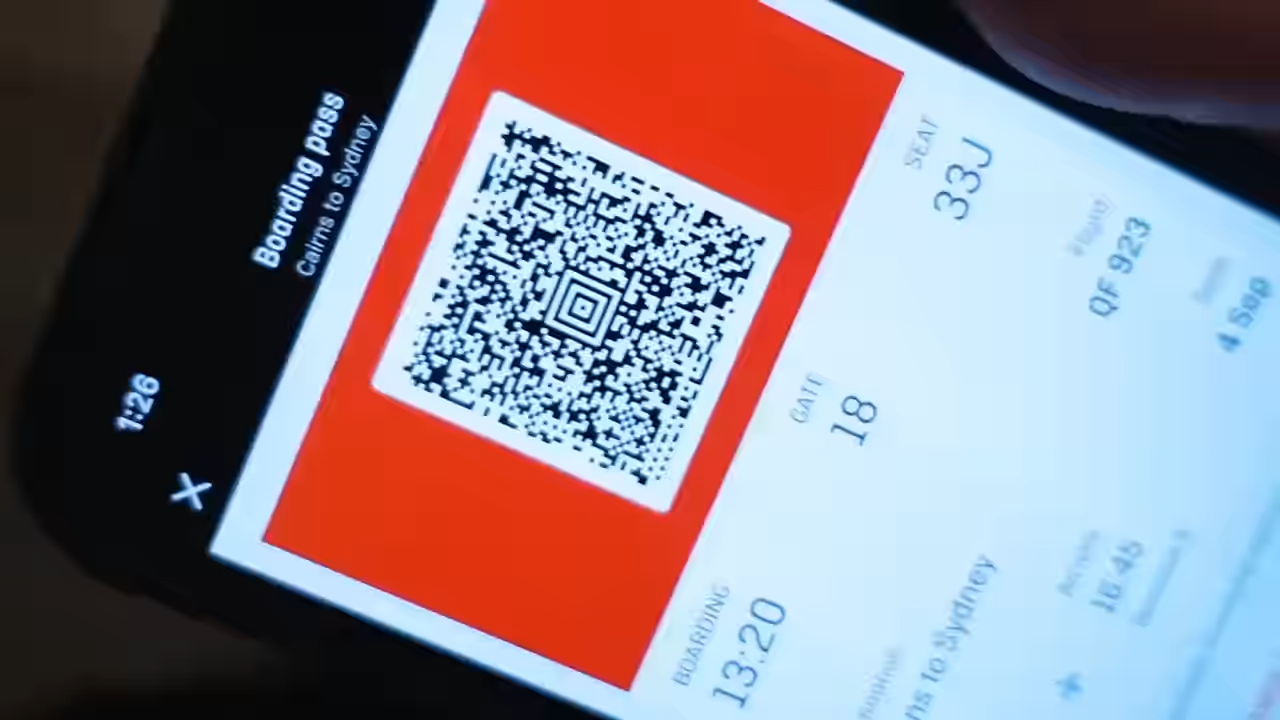 1:26
Boarding pass
Cairns to Sydney
BOARDING
13:20
GATE
18
SEAT
33J
ns to Sydney
Flight
QF 923
16:45
4 Sep